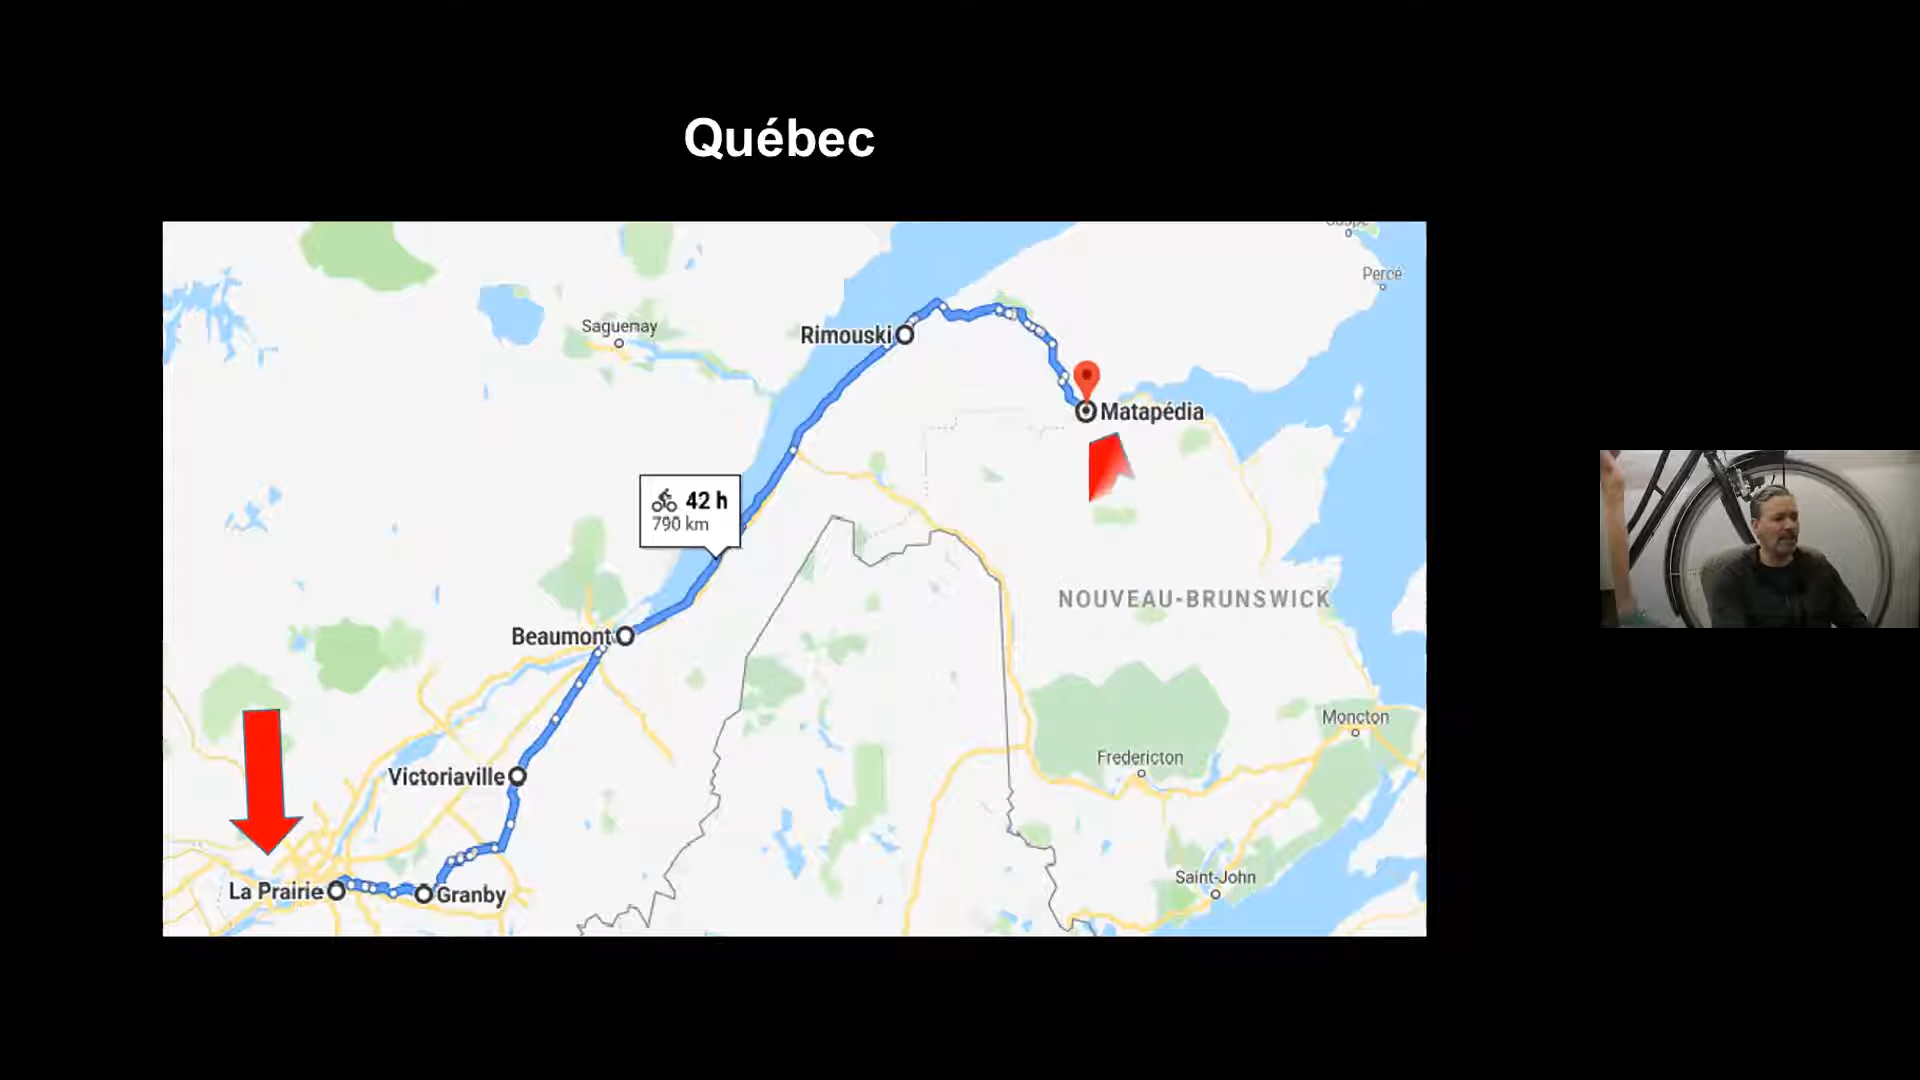 Québec
Percé
Saguenay
Rimouski
Matapédia
42 h
790 km
NOUVEAU-BRUNSWICK
Beaumont
Moncton
Fredericton
Victoriaville
Saint-John
La Prairie
Granby